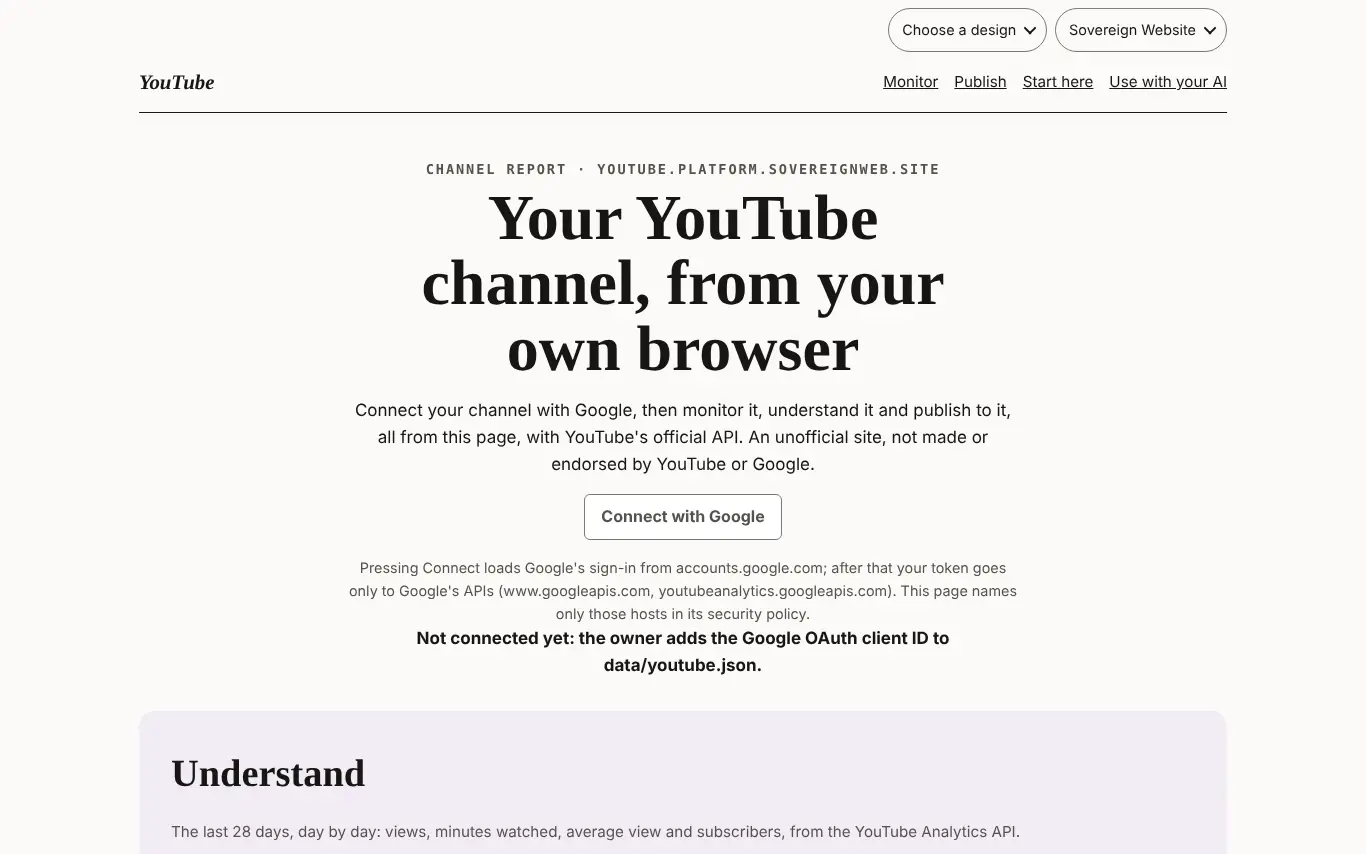 Choose a design
Sovereign Website
YouTube
Monitor
Publish
Start here
Use with your AI
CHANNEL REPORT · YOUTUBE.PLATFORM.SOVEREIGNWEB.SITE
Your YouTube
channel, from your
own browser
Connect your channel with Google, then monitor it, understand it and publish to it,
all from this page, with YouTube's official API. An unofficial site, not made or
endorsed by YouTube or Google.
Connect with Google
Pressing Connect loads Google's sign-in from accounts.google.com; after that your token goes
only to Google's APIs (www.googleapis.com, youtubeanalytics.googleapis.com). This page names
only those hosts in its security policy.
Not connected yet: the owner adds the Google OAuth client ID to
data/youtube.json.
Understand
The last 28 days, day by day: views, minutes watched, average view and subscribers, from the YouTube Analytics API.